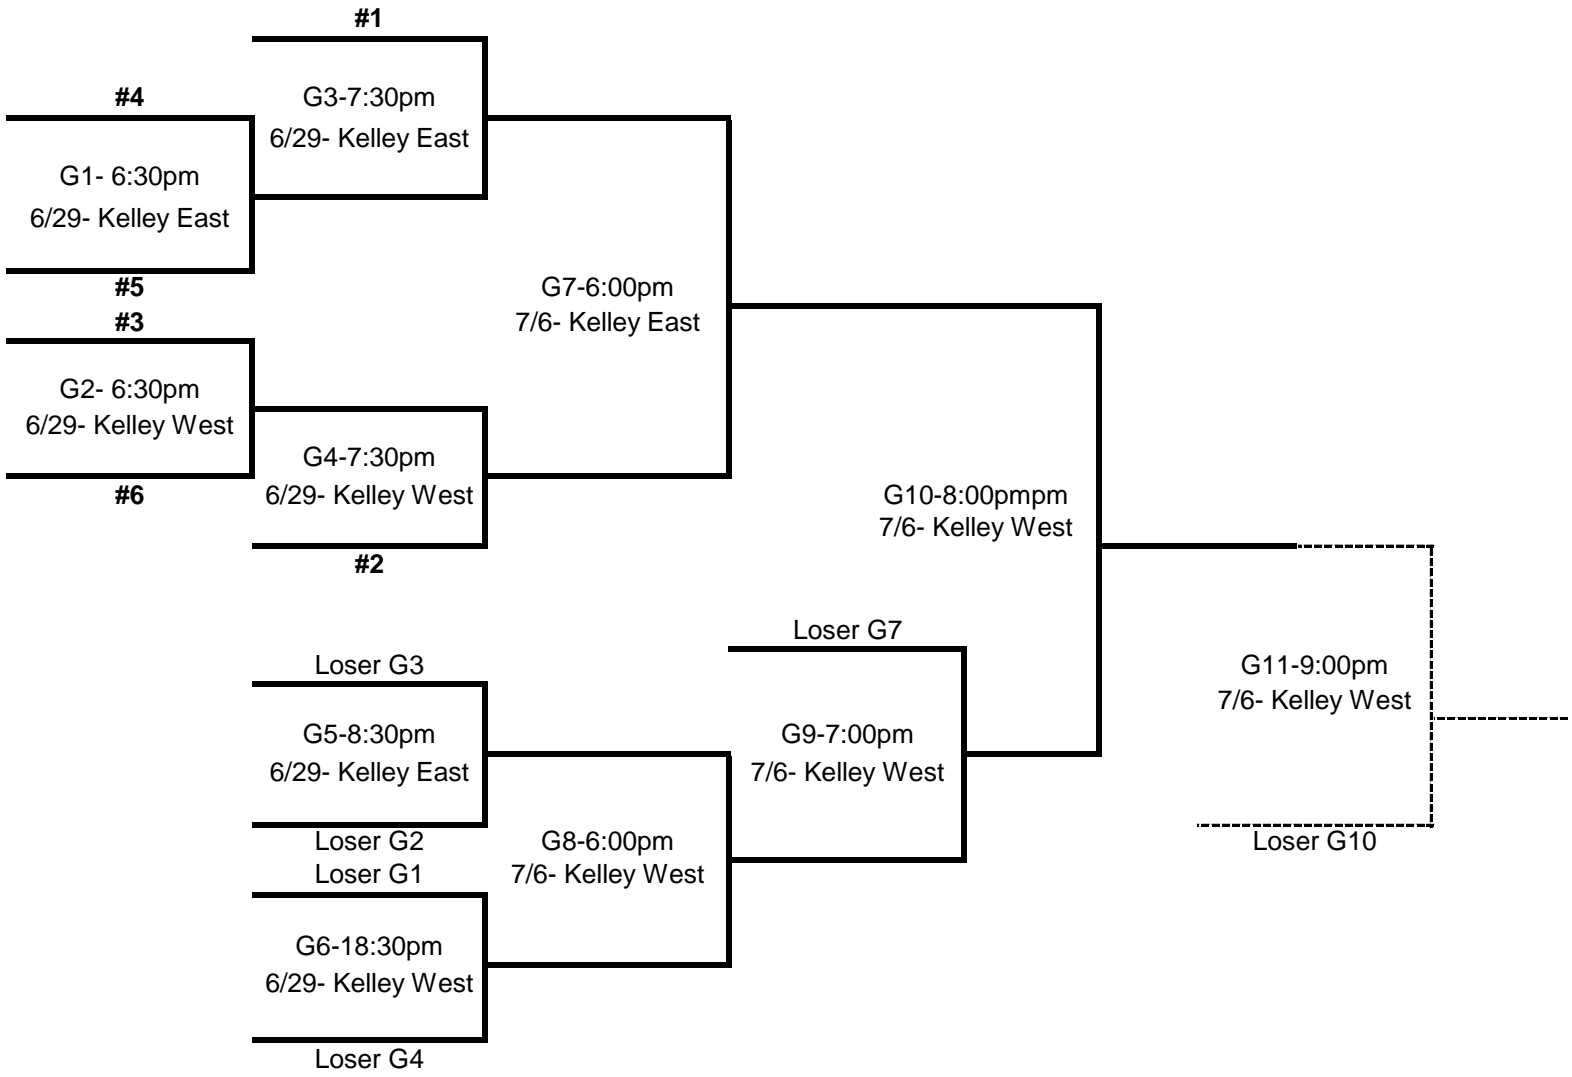 #1
#4
G3-7:30pm
6/29- Kelley East
G1- 6:30pm
6/29- Kelley East
#5
#3
G7-6:00pm
7/6- Kelley East
G2- 6:30pm
6/29- Kelley West
G4-7:30pm
6/29- Kelley West
#6
G10-8:00pmpm
7/6- Kelley West
#2
Loser G7
Loser G3
G11-9:00pm
7/6- Kelley West
G5-8:30pm
6/29- Kelley East
G9-7:00pm
7/6- Kelley West
Loser G2
G8-6:00pm
7/6- Kelley West
Loser G10
Loser G1
G6-18:30pm
6/29- Kelley West
Loser G4